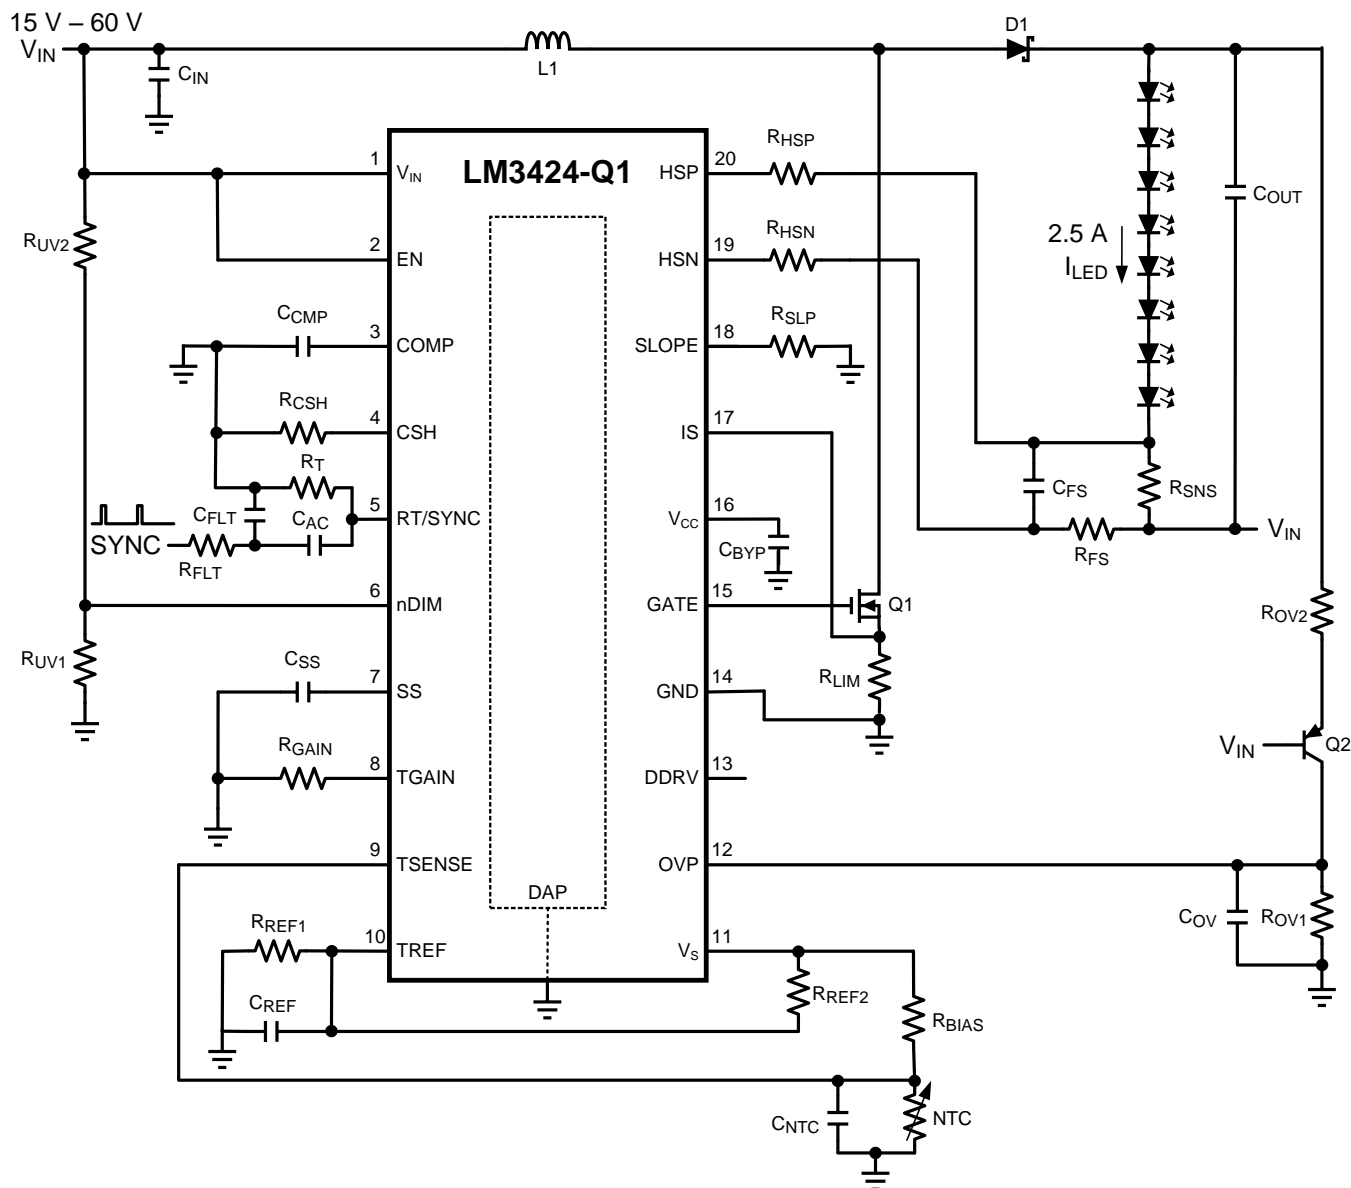 15 V – 60 V
VIN
CIN
L1
D1
LM3424-Q1
1 VIN
2 EN
3 COMP
4 CSH
5 RT/SYNC
6 nDIM
7 SS
8 TGAIN
9 TSENSE
10 TREF
20 HSP
19 HSN
18 SLOPE
17 IS
16 VCC
15 GATE
14 GND
13 DDRV
12 OVP
11 VS
DAP
RUV2
CCMP
RCSH
RT
CFLT
CAC
SYNC
RFLT
RUV1
CSS
RGAIN
RREF1
CREF
RHSP
RHSN
RSLP
CBYP
Q1
RLIM
2.5 A
ILED
COUT
CFS
RSNS
RFS
VIN
ROV2
VIN
Q2
COV
ROV1
RREF2
RBIAS
CNTC
NTC